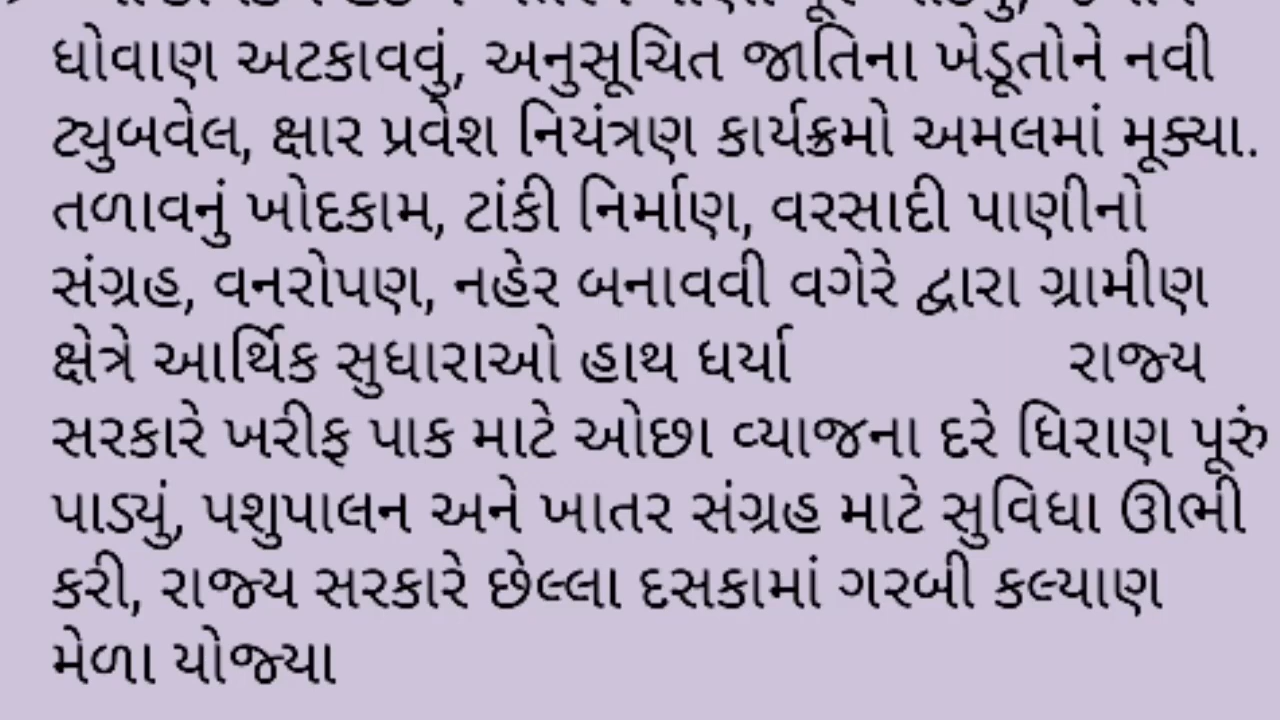 ધોવાણ અટકાવવું, અનુસૂચિત જાતિના ખેડૂતોને નવી
ટ્યુબવેલ, ક્ષાર પ્રવેશ નિયંત્રણ કાર્યક્રમો અમલમાં મૂક્યા.
તળાવનું ખોદકામ, ટાંકી નિર્માણ, વરસાદી પાણીનો
સંગ્રહ, વનરોપણ, નહેર બનાવવી વગેરે દ્વારા ગ્રામીણ
ક્ષેત્રે આર્થિક સુધારાઓ હાથ ધર્યા રાજ્ય
સરકારે ખરીફ પાક માટે ઓછા વ્યાજના દરે ધિરાણ પૂરું
પાડ્યું, પશુપાલન અને ખાતર સંગ્રહ માટે સુવિધા ઊભી
કરી, રાજ્ય સરકારે છેલ્લા દસકામાં ગરબી કલ્યાણ
મેળા યોજ્યા